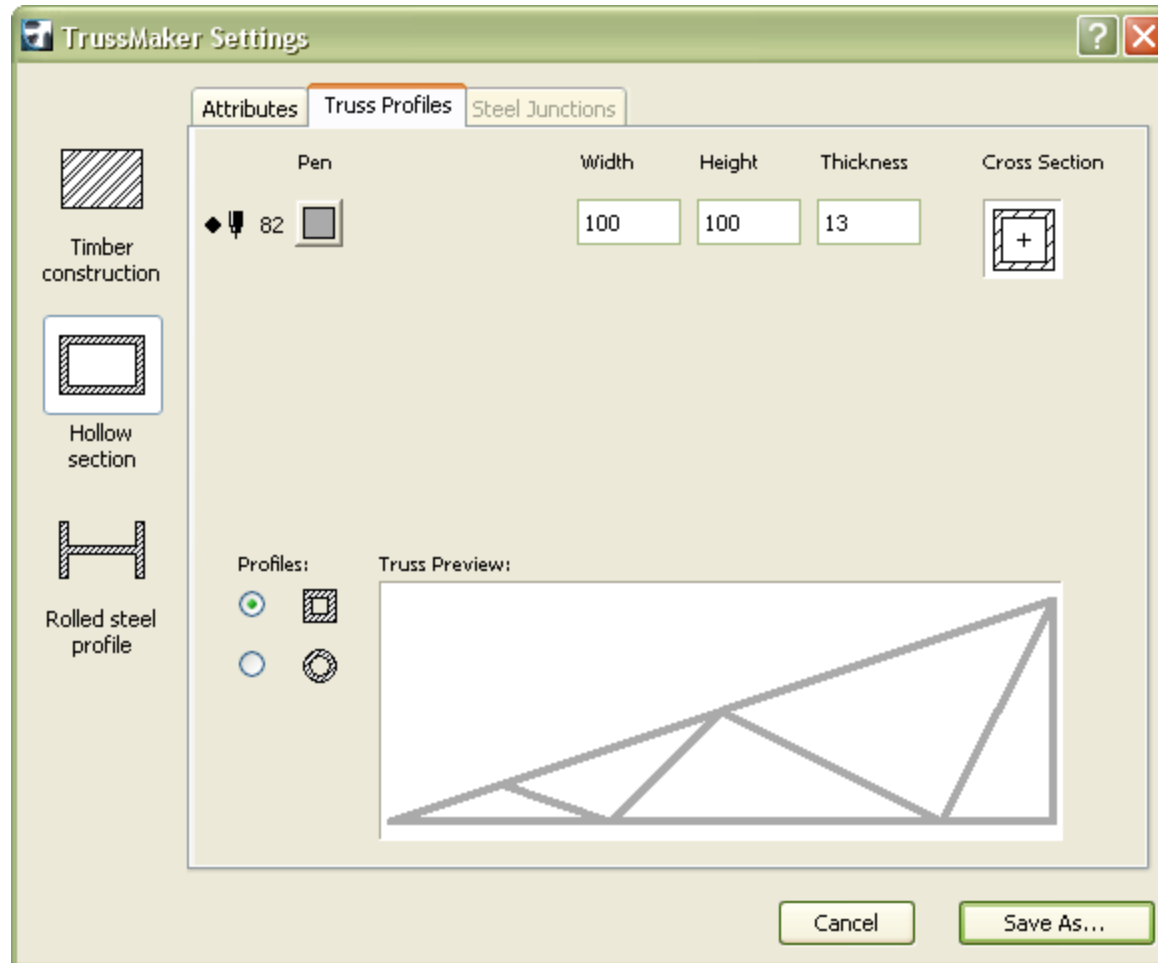 TrussMaker Settings
?
Attributes
Truss Profiles
Steel Junctions
Timber
construction
Hollow
section
Rolled steel
profile
Pen
Width
Height
Thickness
Cross Section
82
100
100
13
Profiles:
Truss Preview:
Cancel
Save As...